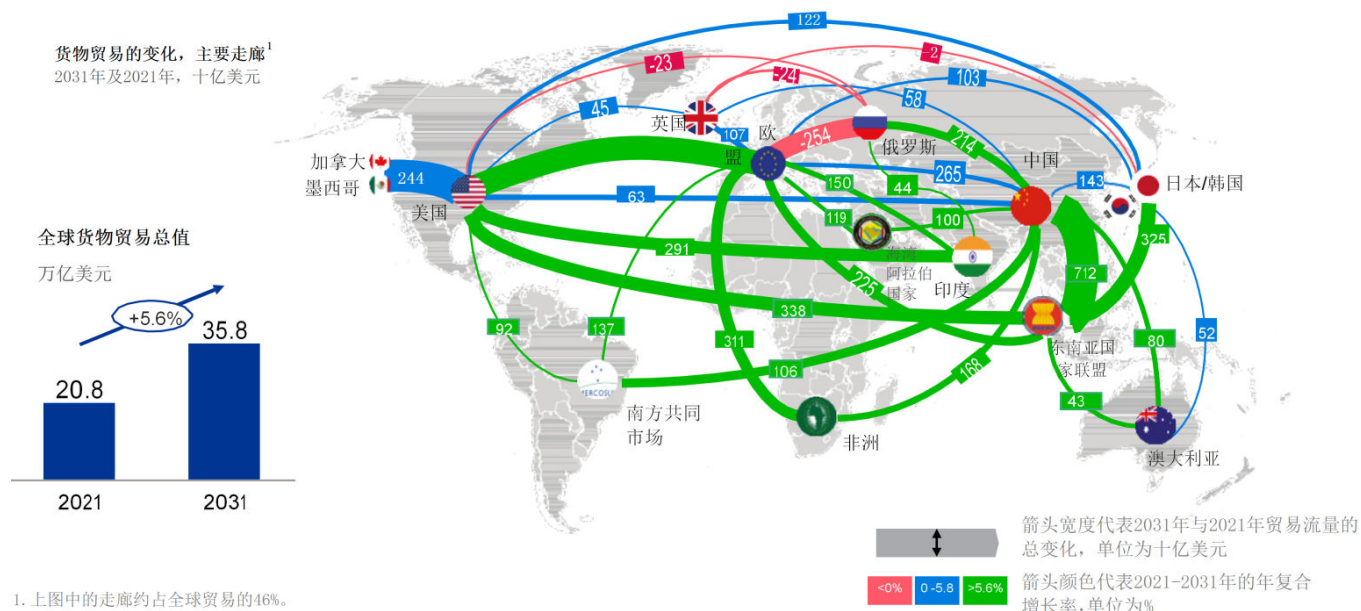 货物贸易的变化，主要走廊1
2031年及2021年，十亿美元
122
-23
-2
-24
103
45
58
英国
107
欧
盟
-254
俄罗斯
214
中国
加拿大
墨西哥
244
美国
63
150
44
265
143
日本/韩国
119
100
325
全球货物贸易总值
万亿美元
+5.6%
20.8
35.8
2021
2031
291
海湾
阿拉伯
国家
印度
225
712
338
92
137
311
106
168
东南亚国
家联盟
80
52
43
南方共同
市场
非洲
澳大利亚
箭头宽度代表2031年与2021年贸易流量的
总变化，单位为十亿美元
<0%
0 -5.8
>5.6%
箭头颜色代表2021-2031年的年复合
增长率,单位为%
1. 上图中的走廊约占全球贸易的46%。